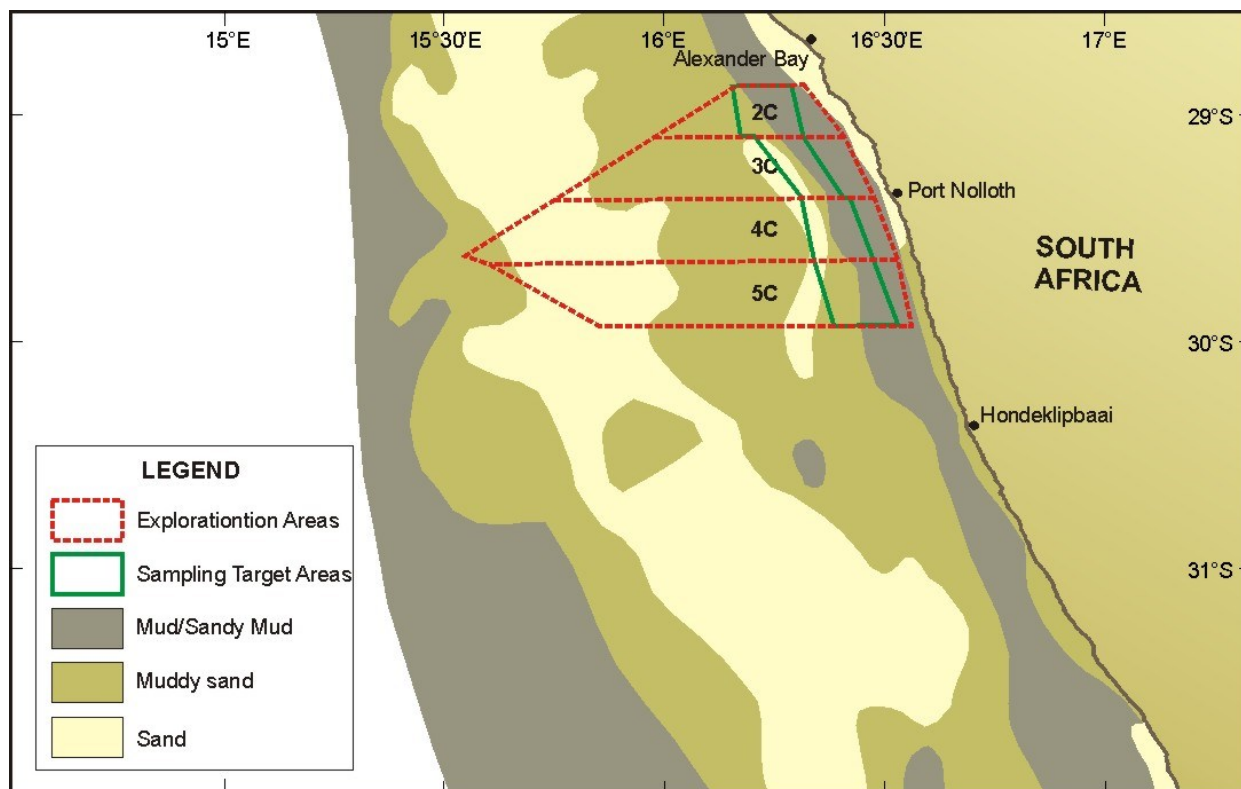 15°E
15°30'E
16°E
16°30'E
17°E
Alexander Bay
2C
29°S
3C
Port Nolloth
4C
SOUTH
AFRICA
5C
30°S
Hondeklipbaai
LEGEND
Explorationtion Areas
Sampling Target Areas
31°S
Mud/Sandy Mud
Muddy sand
Sand